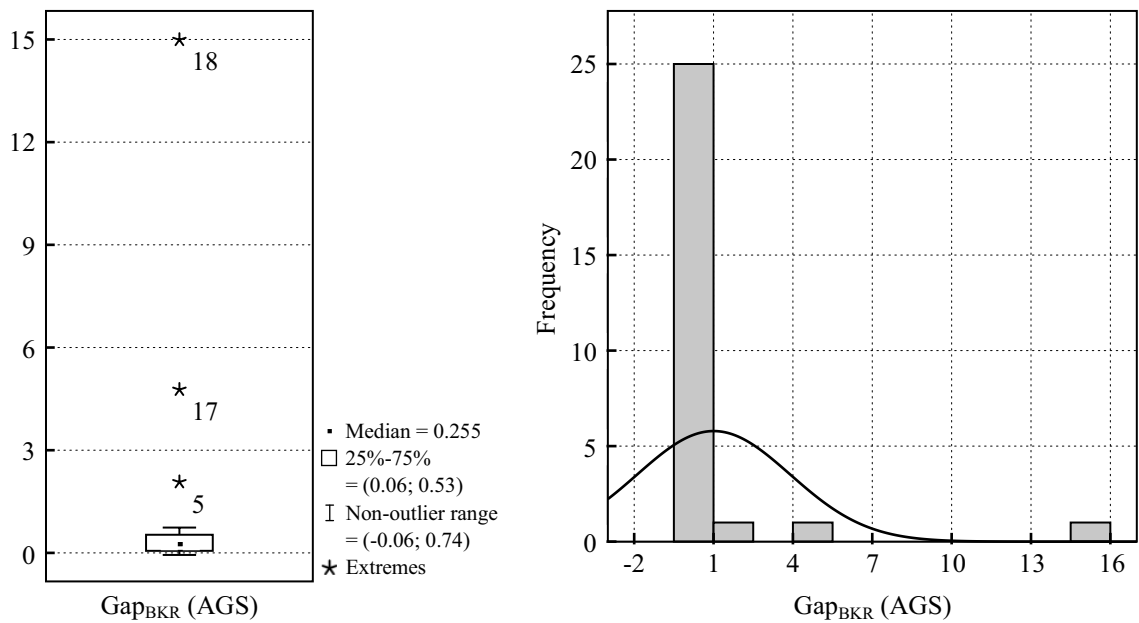 15
12
9
6
3
0
18
17
5
Gap_BKR (AGS)
Median = 0.255
25%-75%
= (0.06; 0.53)
Non-outlier range
= (-0.06; 0.74)
Extremes
Frequency
25
20
15
10
5
0
-2 1 4 7 10 13 16
Gap_BKR (AGS)